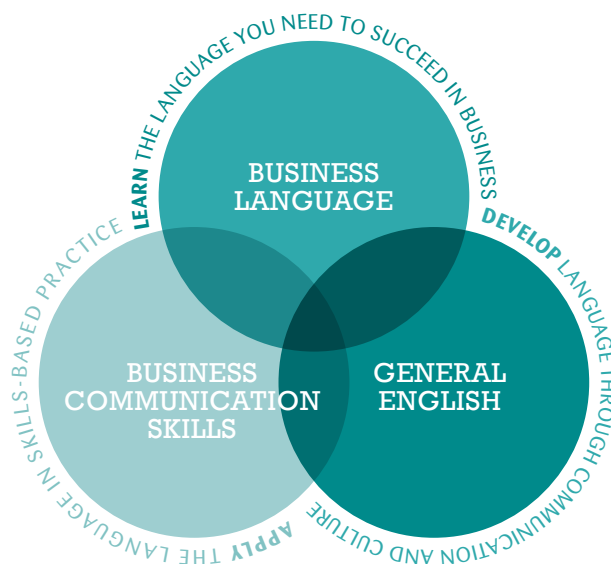 LEARN THE LANGUAGE YOU NEED TO SUCCEED IN BUSINESS
BUSINESS
LANGUAGE
DEVELOP LANGUAGE THROUGH COMMUNICATION AND CULTURE
GENERAL
ENGLISH
APPLY THE LANGUAGE IN SKILLS-BASED PRACTICE
BUSINESS
COMMUNICATION
SKILLS